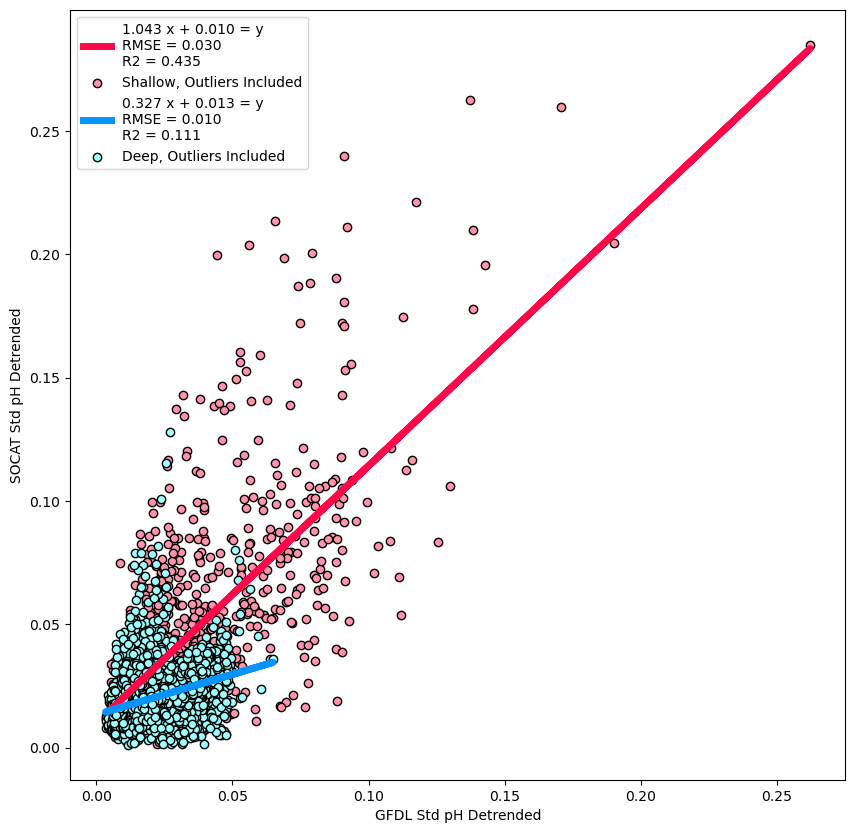 1.043 x + 0.010 = y
RMSE = 0.030
R2 = 0.435
Shallow, Outliers Included
0.327 x + 0.013 = y
RMSE = 0.010
R2 = 0.111
Deep, Outliers Included
0.25
0.20
0.15
0.10
0.05
0.00
SOCAT Std pH Detrended
0.00 0.05 0.10 0.15 0.20 0.25
GFDL Std pH Detrended